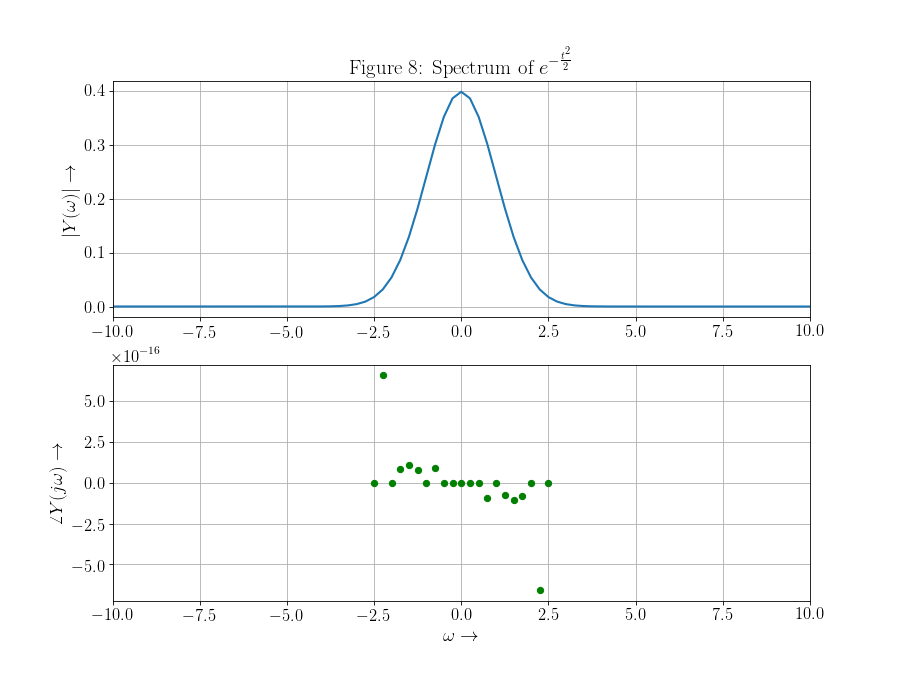 Figure 8: Spectrum of $e^{-\frac{t^2}{2}}$
|Y(ω)| →
0.4
0.3
0.2
0.1
0.0
−10.0 −7.5 −5.0 −2.5 0.0 2.5 5.0 7.5 10.0
×10⁻¹⁶
∠Y(jω) →
5.0
2.5
0.0
−2.5
−5.0
−10.0 −7.5 −5.0 −2.5 0.0 2.5 5.0 7.5 10.0
ω →